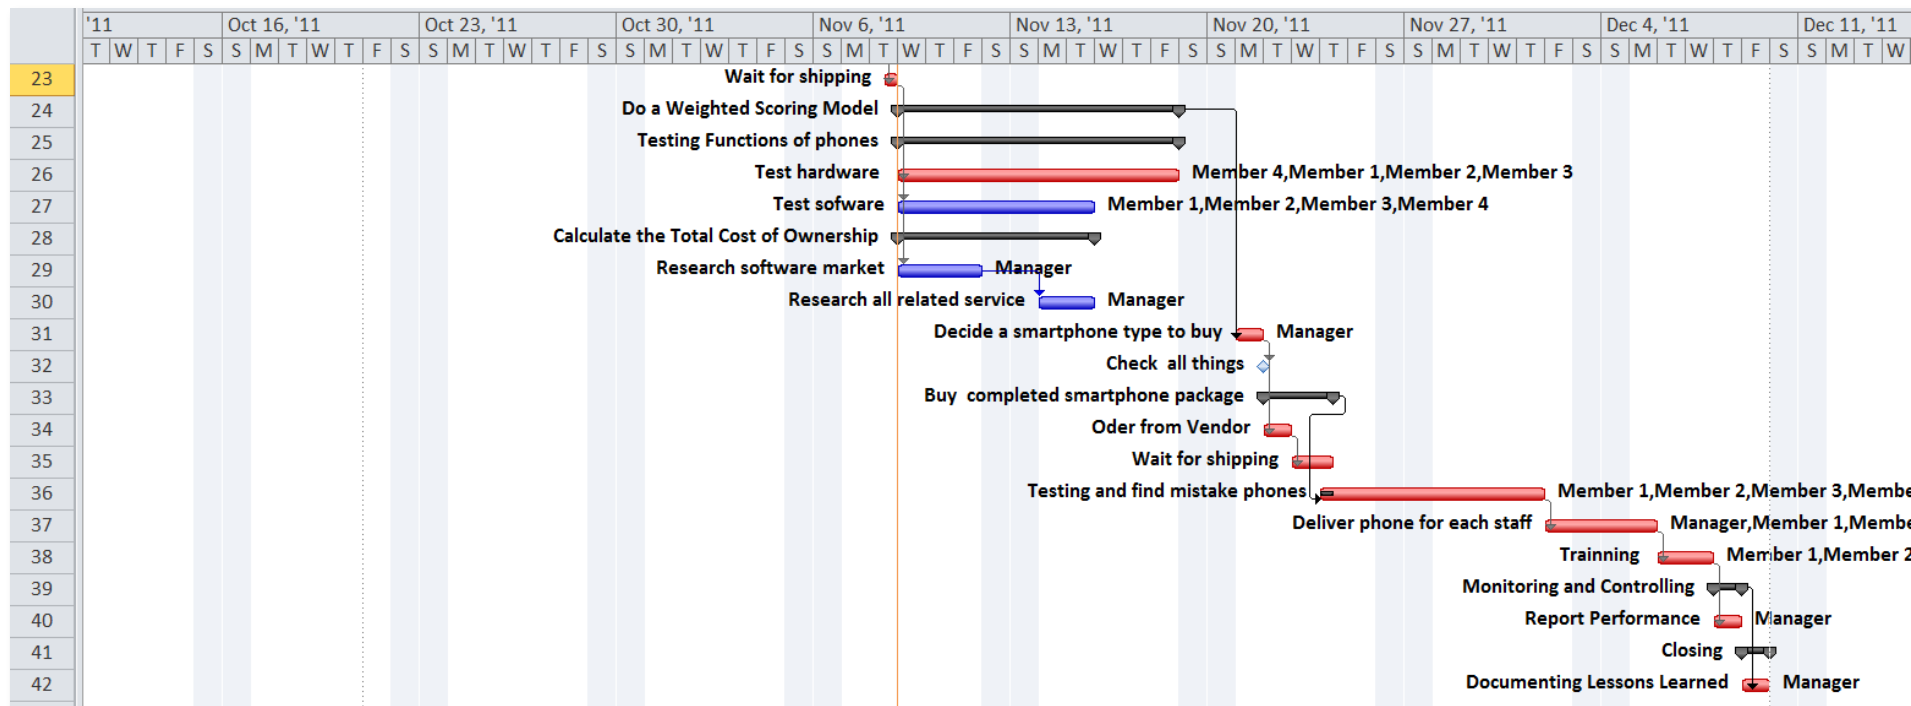 '11 Oct 16, '11 Oct 23, '11 Oct 30, '11 Nov 6, '11 Nov 13, '11 Nov 20, '11 Nov 27, '11 Dec 4, '11 Dec 11, '11
T W T F S S M T W T F S S M T W T F S S M T W T F S S M T W T F S S M T W T F S S M T W T F S S M T W T F S S M T W T F S S M T W
23 Wait for shipping
24 Do a Weighted Scoring Model
25 Testing Functions of phones
26 Test hardware Member 4,Member 1,Member 2,Member 3
27 Test sofware Member 1,Member 2,Member 3,Member 4
28 Calculate the Total Cost of Ownership
29 Research software market Manager
30 Research all related service Manager
31 Decide a smartphone type to buy Manager
32 Check all things
33 Buy completed smartphone package
34 Oder from Vendor
35 Wait for shipping
36 Testing and find mistake phones Member 1,Member 2,Member 3,Membe
37 Deliver phone for each staff Manager,Member 1,Membe
38 Trainning Member 1,Member 2
39 Monitoring and Controlling
40 Report Performance Manager
41 Closing
42 Documenting Lessons Learned Manager